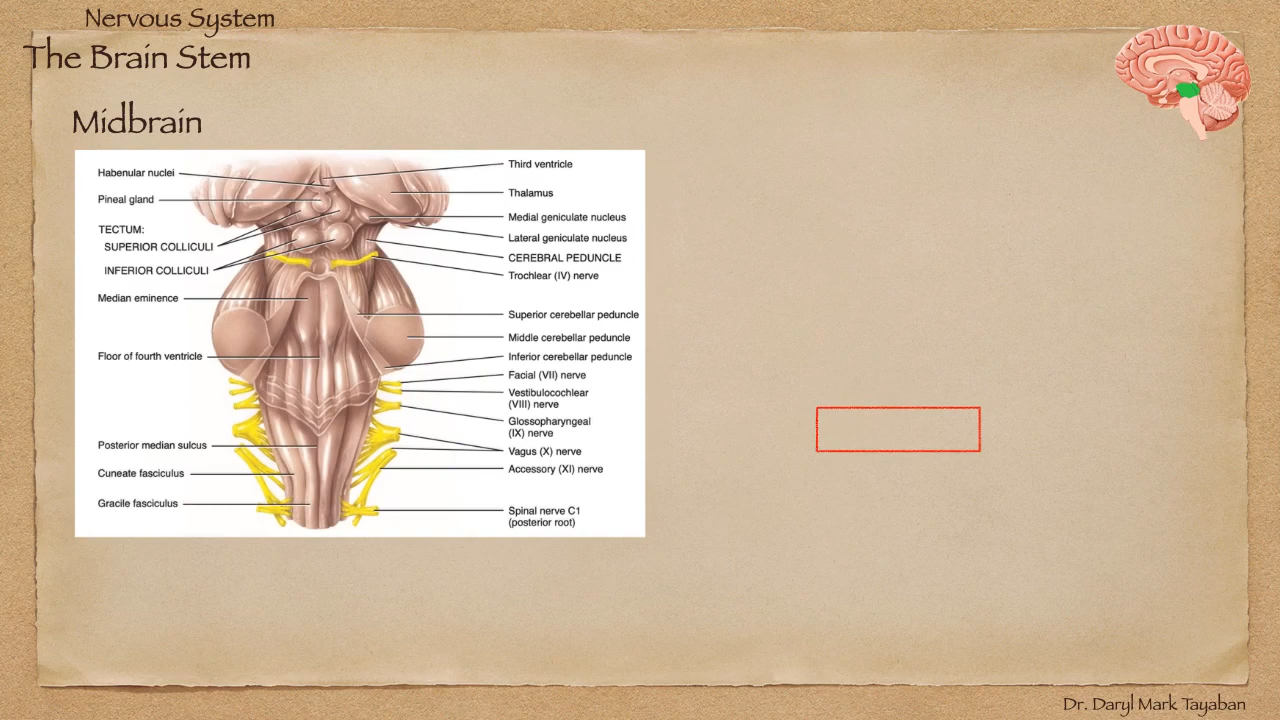 Nervous System
The Brain Stem
Midbrain
Habenular nuclei
Pineal gland
TECTUM:
SUPERIOR COLLICULI
INFERIOR COLLICULI
Median eminence
Floor of fourth ventricle
Posterior median sulcus
Cuneate fasciculus
Gracile fasciculus
Third ventricle
Thalamus
Medial geniculate nucleus
Lateral geniculate nucleus
CEREBRAL PEDUNCLE
Trochlear (IV) nerve
Superior cerebellar peduncle
Middle cerebellar peduncle
Inferior cerebellar peduncle
Facial (VII) nerve
Vestibulocochlear
(VIII) nerve
Glossopharyngeal
(IX) nerve
Vagus (X) nerve
Accessory (XI) nerve
Spinal nerve C1
(posterior root)
Dr. Daryl Mark Tayaban